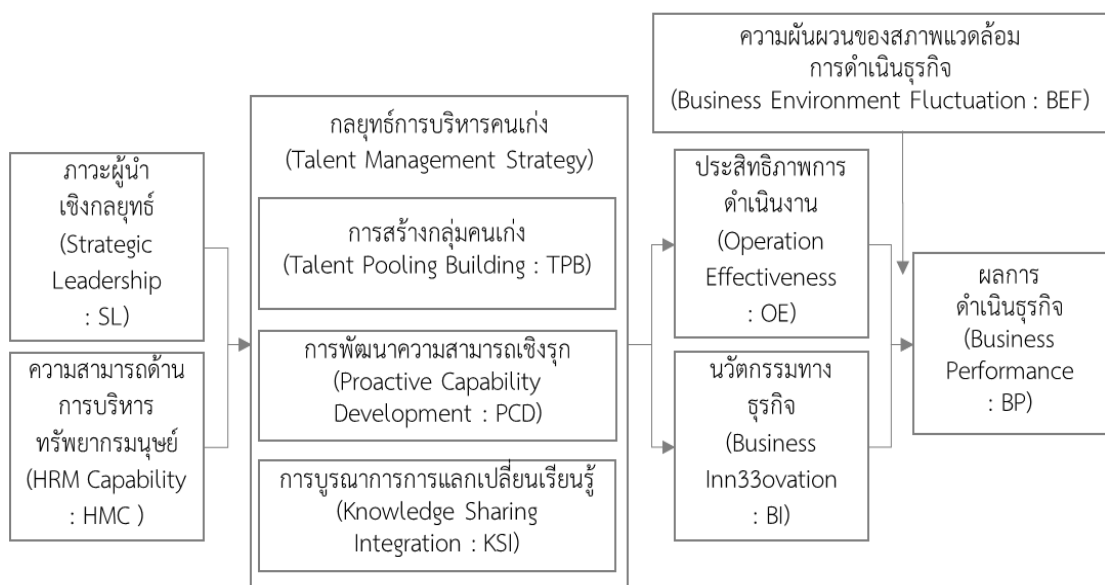 ความผันผวนของสภาพแวดล้อม
การดำเนินธุรกิจ
(Business Environment Fluctuation : BEF)
ภาวะผู้นำ
เชิงกลยุทธ์
(Strategic
Leadership
: SL)
ความสามารถด้าน
การบริหาร
ทรัพยากรมนุษย์
(HRM Capability
: HMC )
กลยุทธ์การบริหารคนเก่ง
(Talent Management Strategy)
การสร้างกลุ่มคนเก่ง
(Talent Pooling Building : TPB)
การพัฒนาความสามารถเชิงรุก
(Proactive Capability
Development : PCD)
การบูรณาการการแลกเปลี่ยนเรียนรู้
(Knowledge Sharing
Integration : KSI)
ประสิทธิภาพการ
ดำเนินงาน
(Operation
Effectiveness
: OE)
นวัตกรรมทาง
ธุรกิจ
(Business
Inn33ovation
: BI)
ผลการ
ดำเนินธุรกิจ
(Business
Performance
: BP)